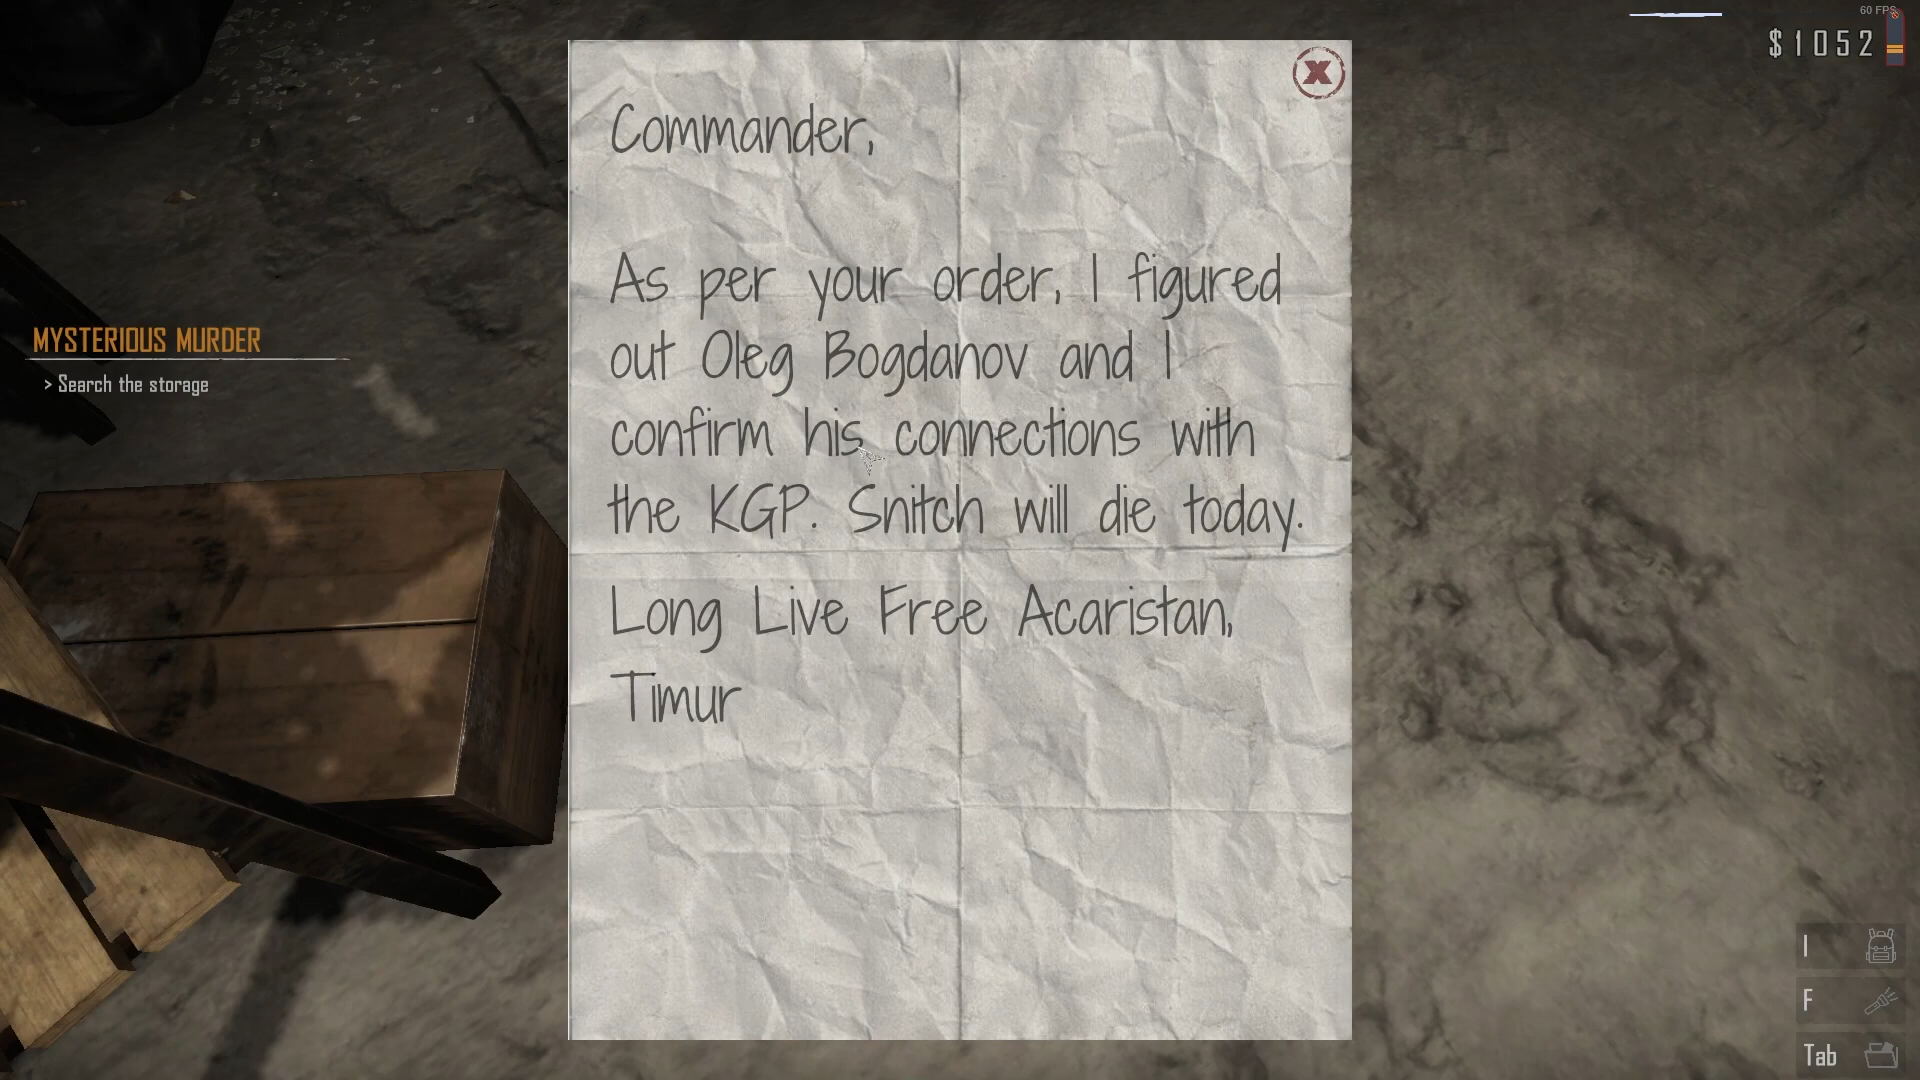 60 FPS
$1052
Commander,
As per your order, I figured
out Oleg Bogdanov and I
confirm his connections with
the KGP. Snitch will die today.
Long Live Free Acaristan,
Timur
MYSTERIOUS MURDER
> Search the storage
I
F
Tab